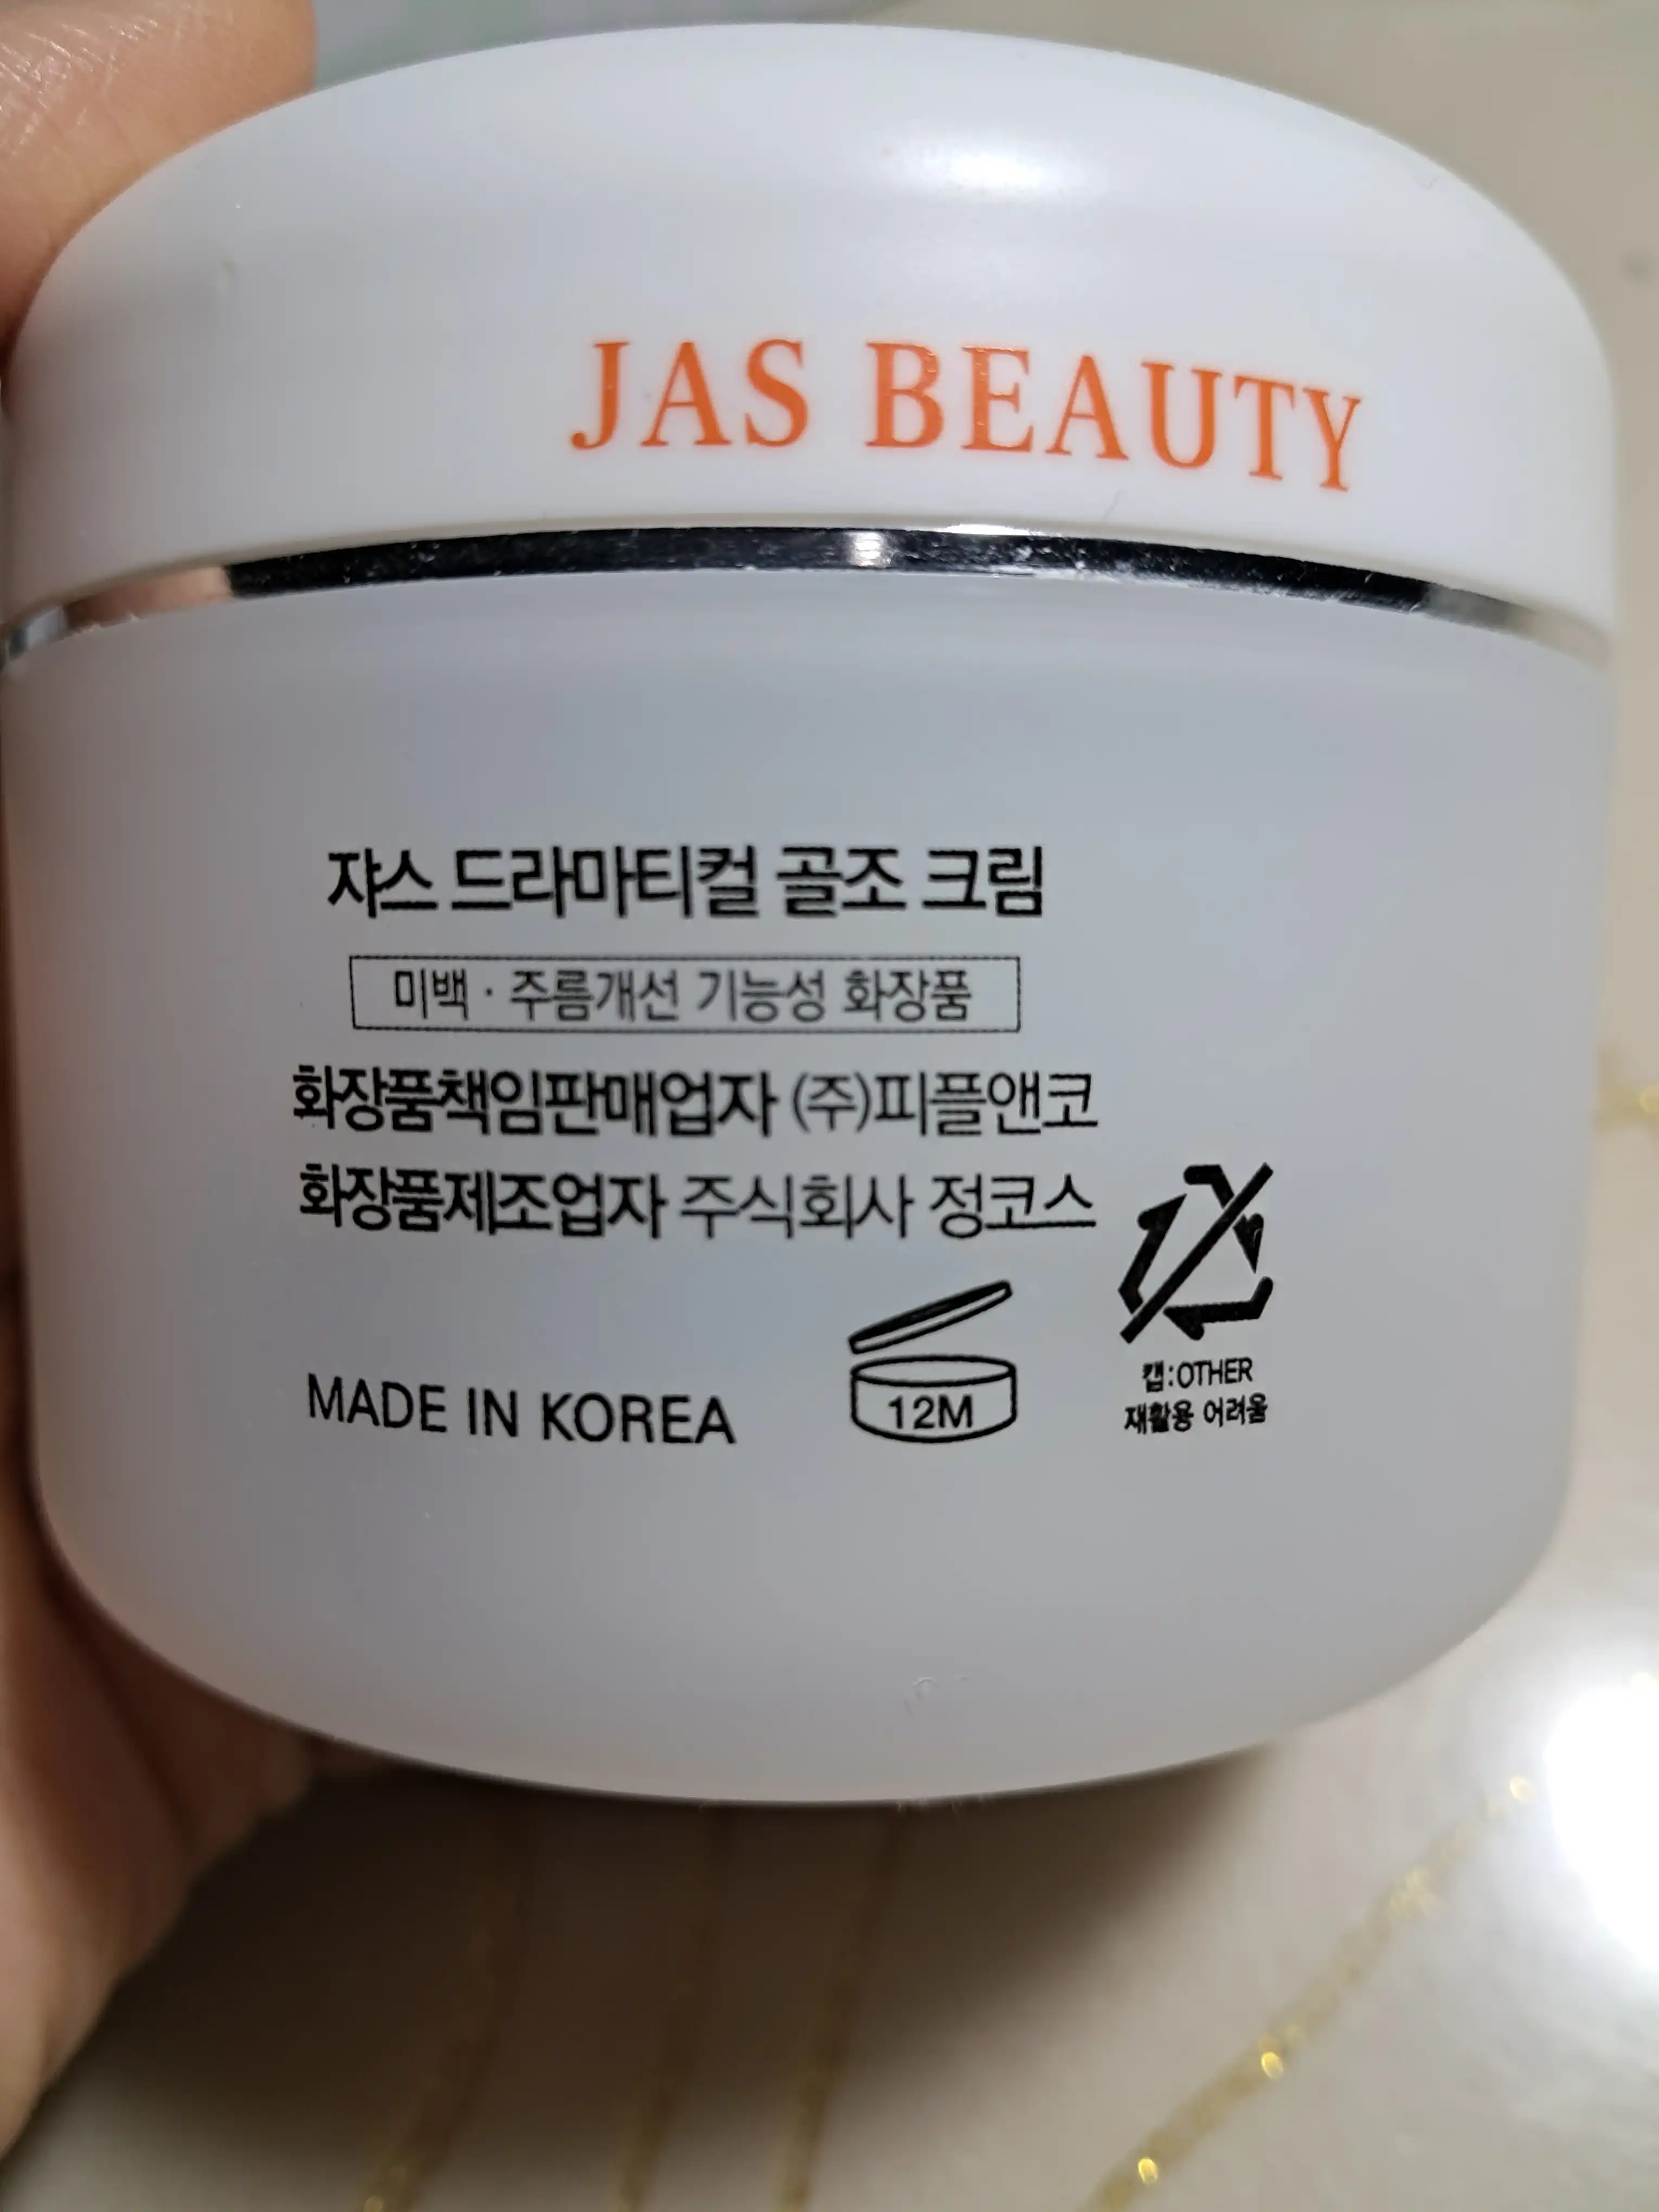 JAS BEAUTY
쟈스 드라마티컬 골조 크림
미백 · 주름개선 기능성 화장품
화장품책임판매업자 (주)피플앤코
화장품제조업자 주식회사 정코스
MADE IN KOREA
12M
캡:OTHER
재활용 어려움